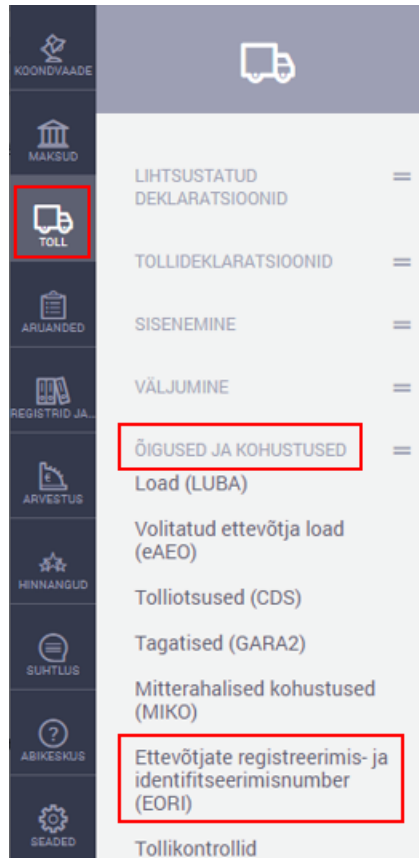 KOONDVAADE
MAKSUD
TOLL
ARUANDED
REGISTRID JA...
ARVESTUS
HINNANGUD
SUHTLUS
ABIKESKUS
SEADED
LIHTSUSTATUD
DEKLARATSIOONID
TOLLIDEKLARATSIOONID
SISENEMINE
VÄLJUMINE
ÕIGUSED JA KOHUSTUSED
Load (LUBA)
Volitatud ettevõtja load
(eAEO)
Tolliotsused (CDS)
Tagatised (GARA2)
Mitterahalised kohustused
(MIKO)
Ettevõtjate registreerimis- ja
identifitseerimisnumber
(EORI)
Tollikontrollid